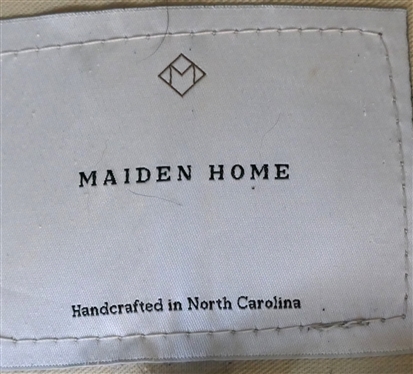 M
MAIDEN HOME
Handcrafted in North Carolina